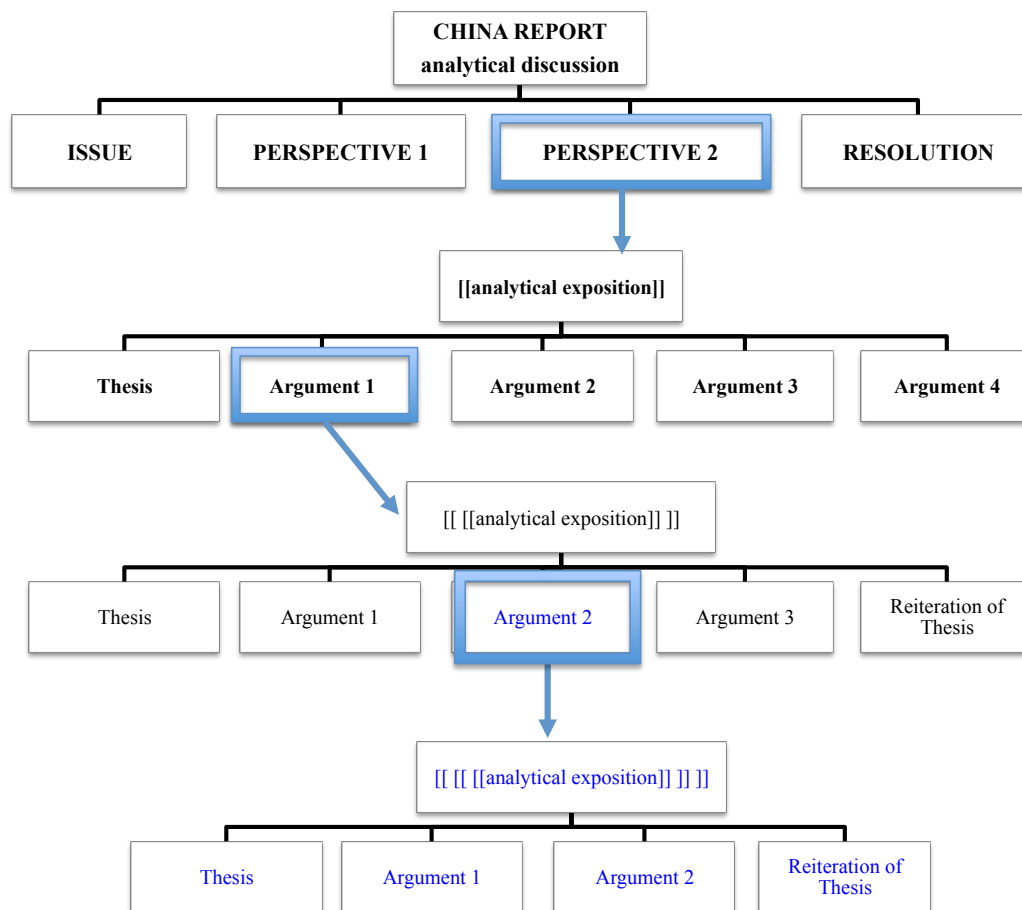 CHINA REPORT
analytical discussion
ISSUE
PERSPECTIVE 1
PERSPECTIVE 2
RESOLUTION
[[analytical exposition]]
Thesis
Argument 1
Argument 2
Argument 3
Argument 4
[[ [[analytical exposition]] ]]
Thesis
Argument 1
Argument 2
Argument 3
Reiteration of
Thesis
[[ [[ [[analytical exposition]] ]] ]]
Thesis
Argument 1
Argument 2
Reiteration of
Thesis